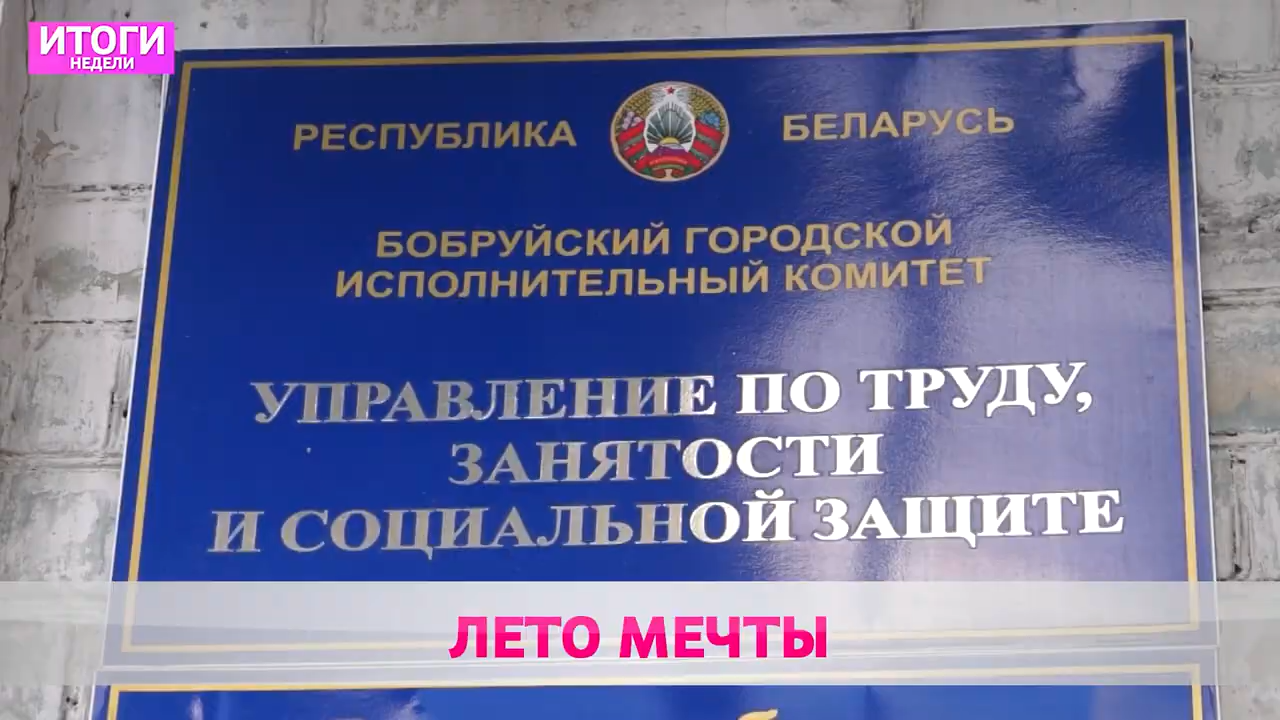 ИТОГИ
НЕДЕЛИ
РЕСПУБЛИКА БЕЛАРУСЬ
БОБРУЙСКИЙ ГОРОДСКОЙ
ИСПОЛНИТЕЛЬНЫЙ КОМИТЕТ
УПРАВЛЕНИЕ ПО ТРУДУ,
ЗАНЯТОСТИ
И СОЦИАЛЬНОЙ ЗАЩИТЕ
ЛЕТО МЕЧТЫ